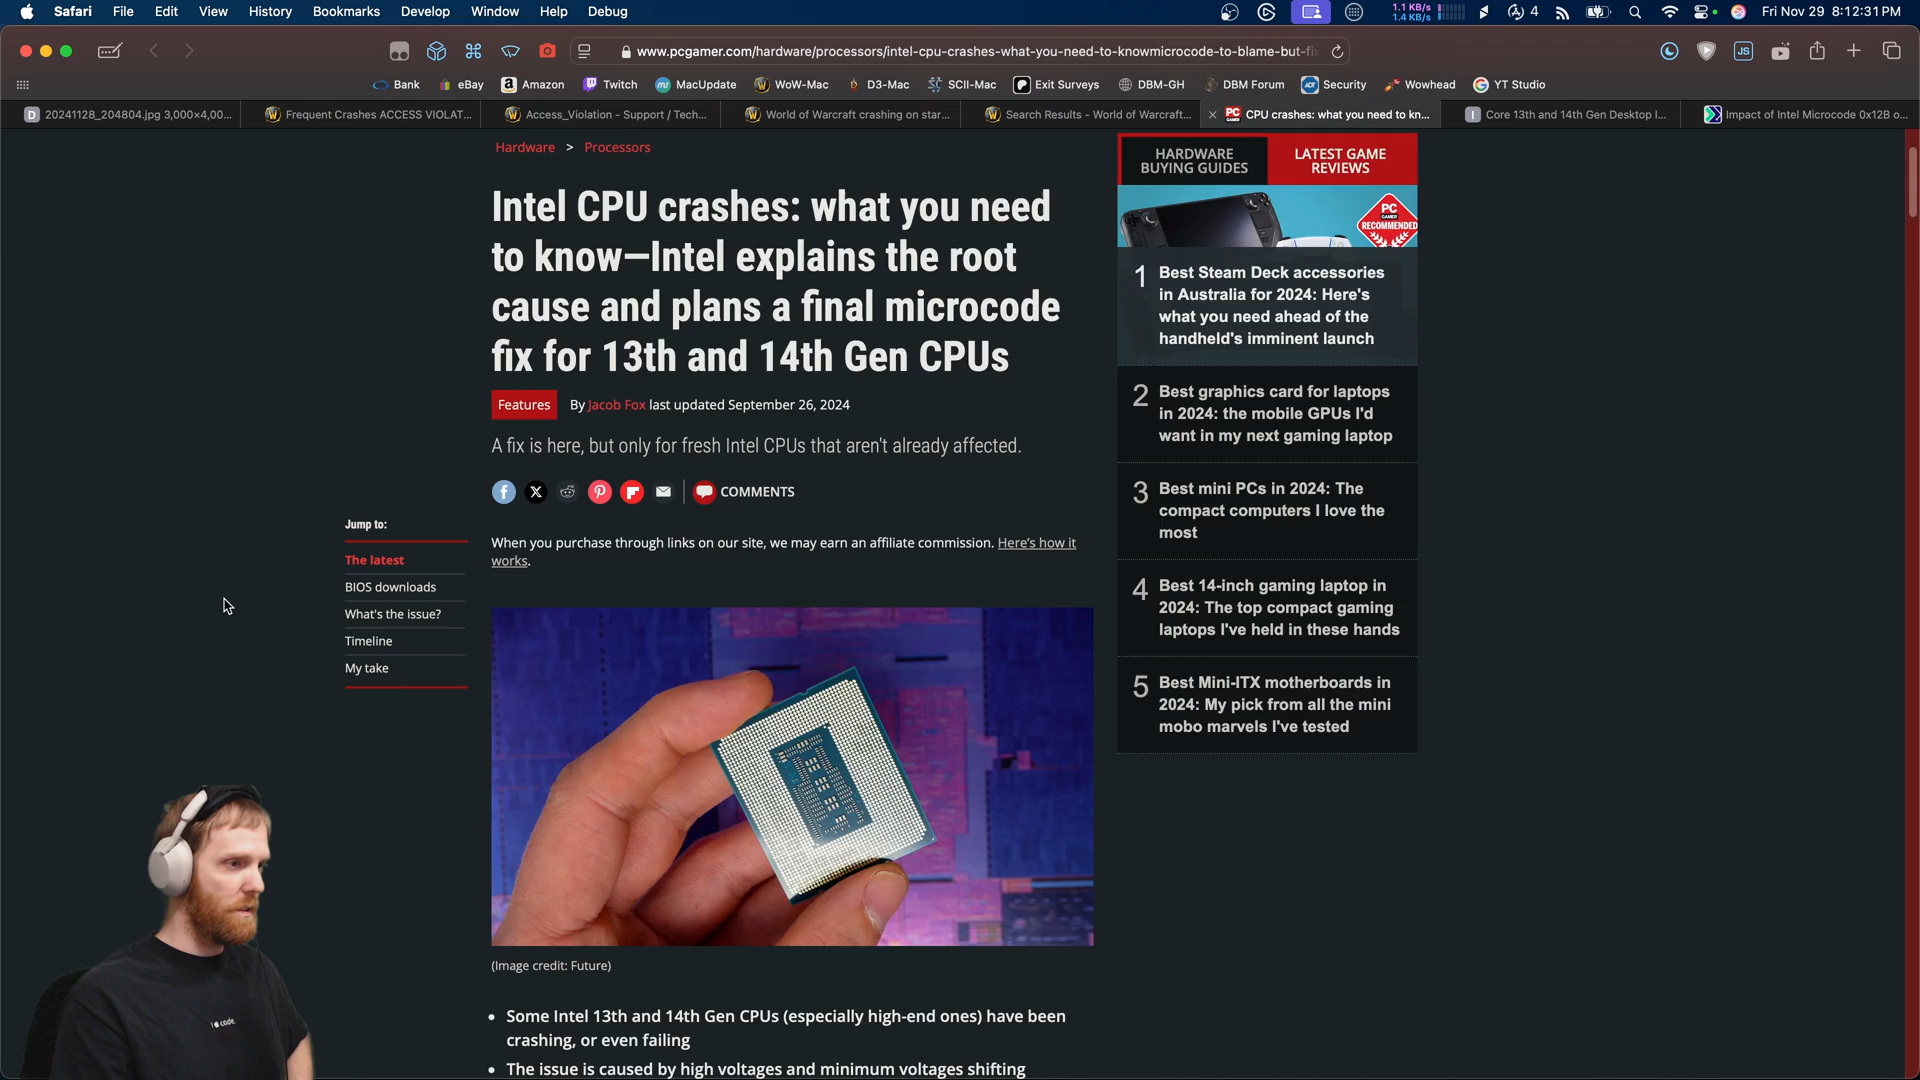 Safari File Edit View History Bookmarks Develop Window Help Debug
1.1 KB/s
1.4 KB/s
4
Fri Nov 29 8:12:31 PM
www.pcgamer.com/hardware/processors/intel-cpu-crashes-what-you-need-to-knowmicrocode-to-blame-but-fi
JS
Bank eBay Amazon Twitch MacUpdate WoW-Mac D3-Mac SCII-Mac Exit Surveys DBM-GH DBM Forum Security Wowhead YT Studio
D 20241128_204804.jpg 3,000×4,00...
Frequent Crashes ACCESS VIOLAT...
Access_Violation - Support / Tech...
World of Warcraft crashing on star...
Search Results - World of Warcraft...
CPU crashes: what you need to kn...
I Core 13th and 14th Gen Desktop I...
Impact of Intel Microcode 0x12B o...
Hardware > Processors
Intel CPU crashes: what you need
to know—Intel explains the root
cause and plans a final microcode
fix for 13th and 14th Gen CPUs
Features By Jacob Fox last updated September 26, 2024
A fix is here, but only for fresh Intel CPUs that aren't already affected.
COMMENTS
Jump to:
The latest
BIOS downloads
What's the issue?
Timeline
My take
When you purchase through links on our site, we may earn an affiliate commission. Here's how it
works.
(Image credit: Future)
• Some Intel 13th and 14th Gen CPUs (especially high-end ones) have been
crashing, or even failing
• The issue is caused by high voltages and minimum voltages shifting
HARDWARE
BUYING GUIDES
LATEST GAME
REVIEWS
PC
GAMER
RECOMMENDED
1 Best Steam Deck accessories
in Australia for 2024: Here's
what you need ahead of the
handheld's imminent launch
2 Best graphics card for laptops
in 2024: the mobile GPUs I'd
want in my next gaming laptop
3 Best mini PCs in 2024: The
compact computers I love the
most
4 Best 14-inch gaming laptop in
2024: The top compact gaming
laptops I've held in these hands
5 Best Mini-ITX motherboards in
2024: My pick from all the mini
mobo marvels I've tested
code.